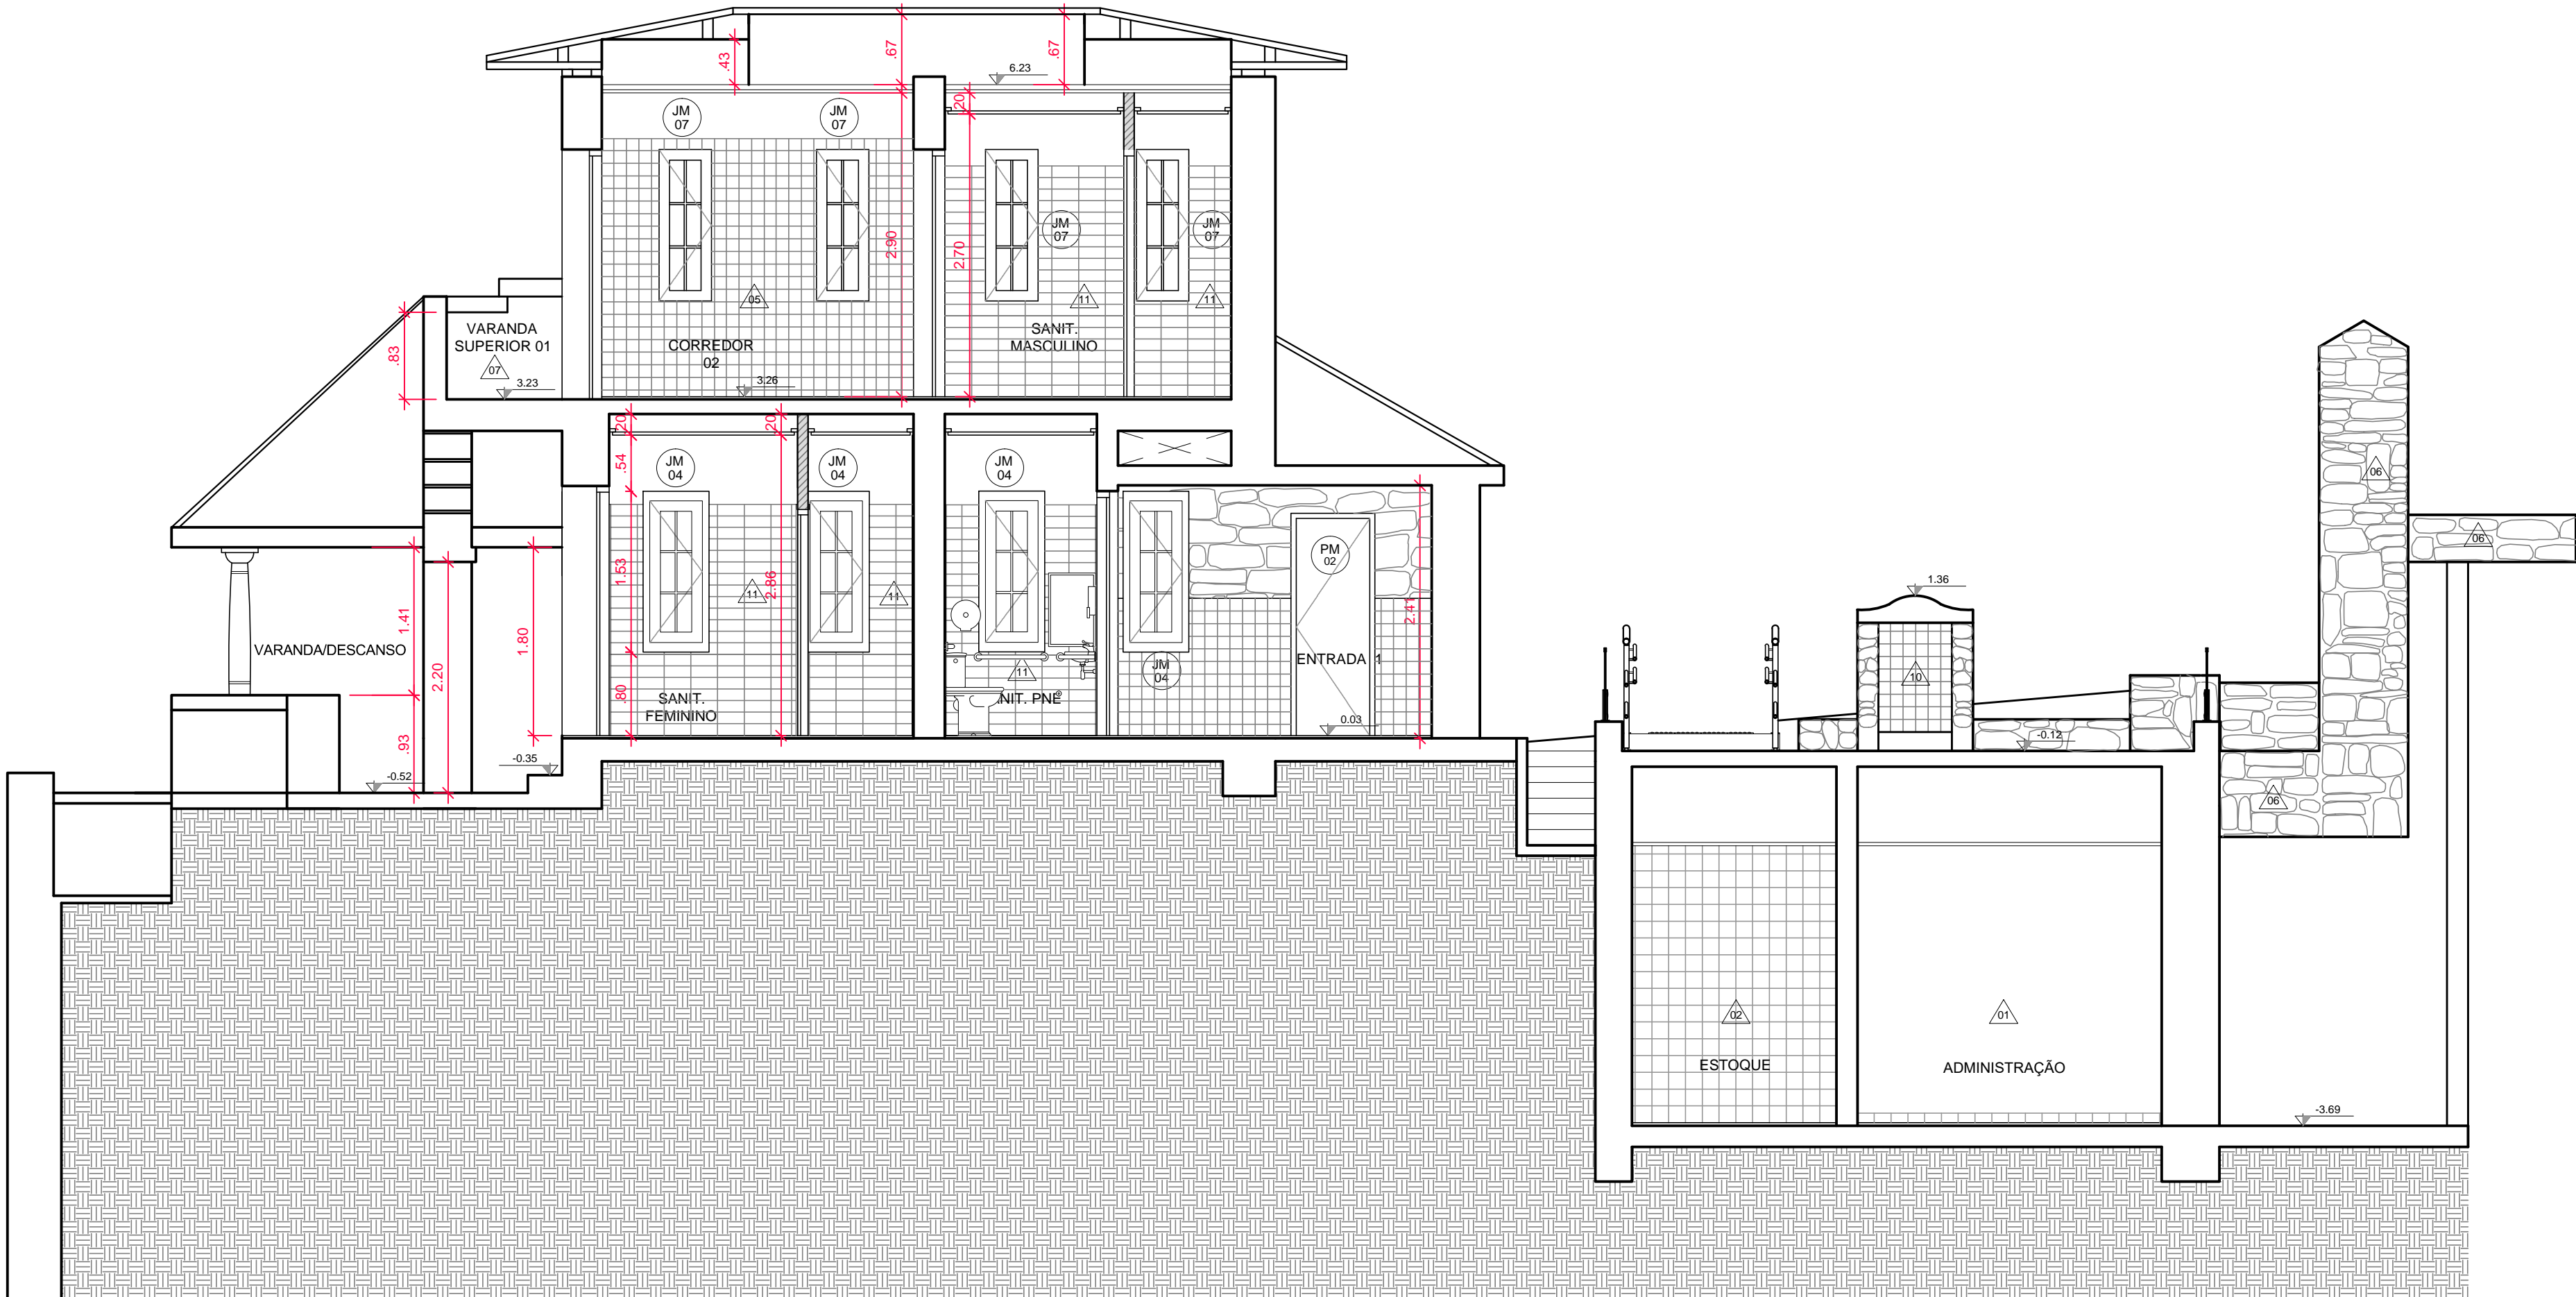 .43
.67
.67
6.23
JM
07
JM
07
.20
JM
07
JM
07
2.90
2.70
05
11
11
VARANDA
SUPERIOR 01
07
3.23
.83
CORREDOR
02
3.26
SANIT.
MASCULINO
.20
.20
.54
JM
04
JM
04
JM
04
06
06
PM
02
1.53
2.86
11
11
2.41
1.36
1.41
1.80
2.20
VARANDA/DESCANSO
ENTRADA 1
JM
04
11
10
.80
SANIT.
FEMININO
NIT. PNE
0.03
.93
-0.12
-0.35
-0.52
06
02
01
ESTOQUE
ADMINISTRAÇÃO
-3.69